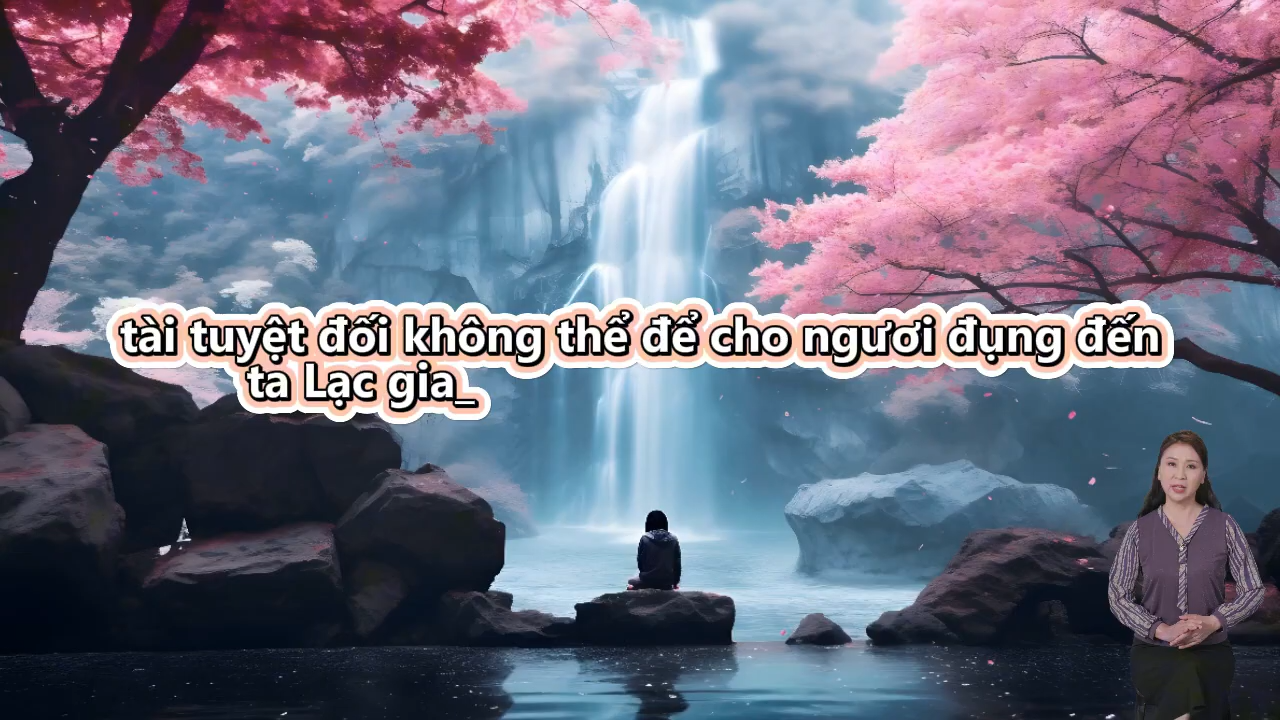 tài tuyệt đối không thể để cho ngươi đụng đến
ta Lạc gia_